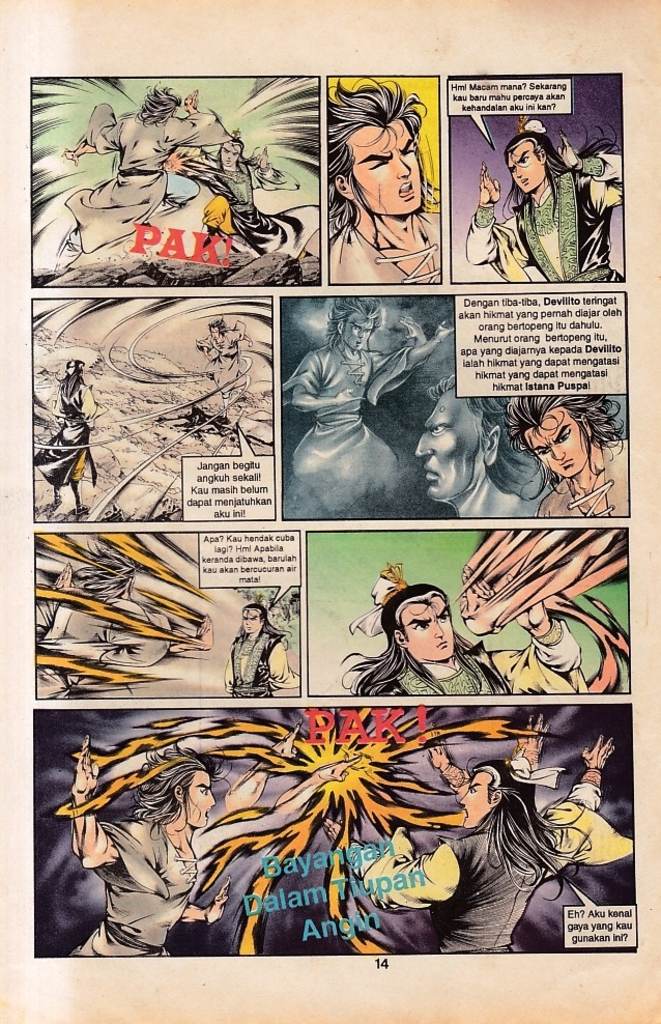 PAK!
Hm! Macam mana? Sekarang
kau baru mahu percaya akan
kehandalan aku ini kan?
Jangan begitu
angkuh sekali!
Kau masih belum
dapat menjatuhkan
aku ini!
Dengan tiba-tiba, Devilito teringat
akan hikmat yang pernah diajar oleh
orang bertopeng itu dahulu.
Menurut orang bertopeng itu,
apa yang diajarnya kepada Devilito
ialah hikmat yang dapat mengatasi
hikmat yang dapat mengatasi
hikmat Istana Puspa!
Apa? Kau hendak cuba
lagi? Hm! Apabila
keranda dibawa, barulah
kau akan bercucuran air
mata!
PAK!
Bayangan
Dalam Tiupan
Angin
Eh? Aku kenal
gaya yang kau
gunakan ini?
14